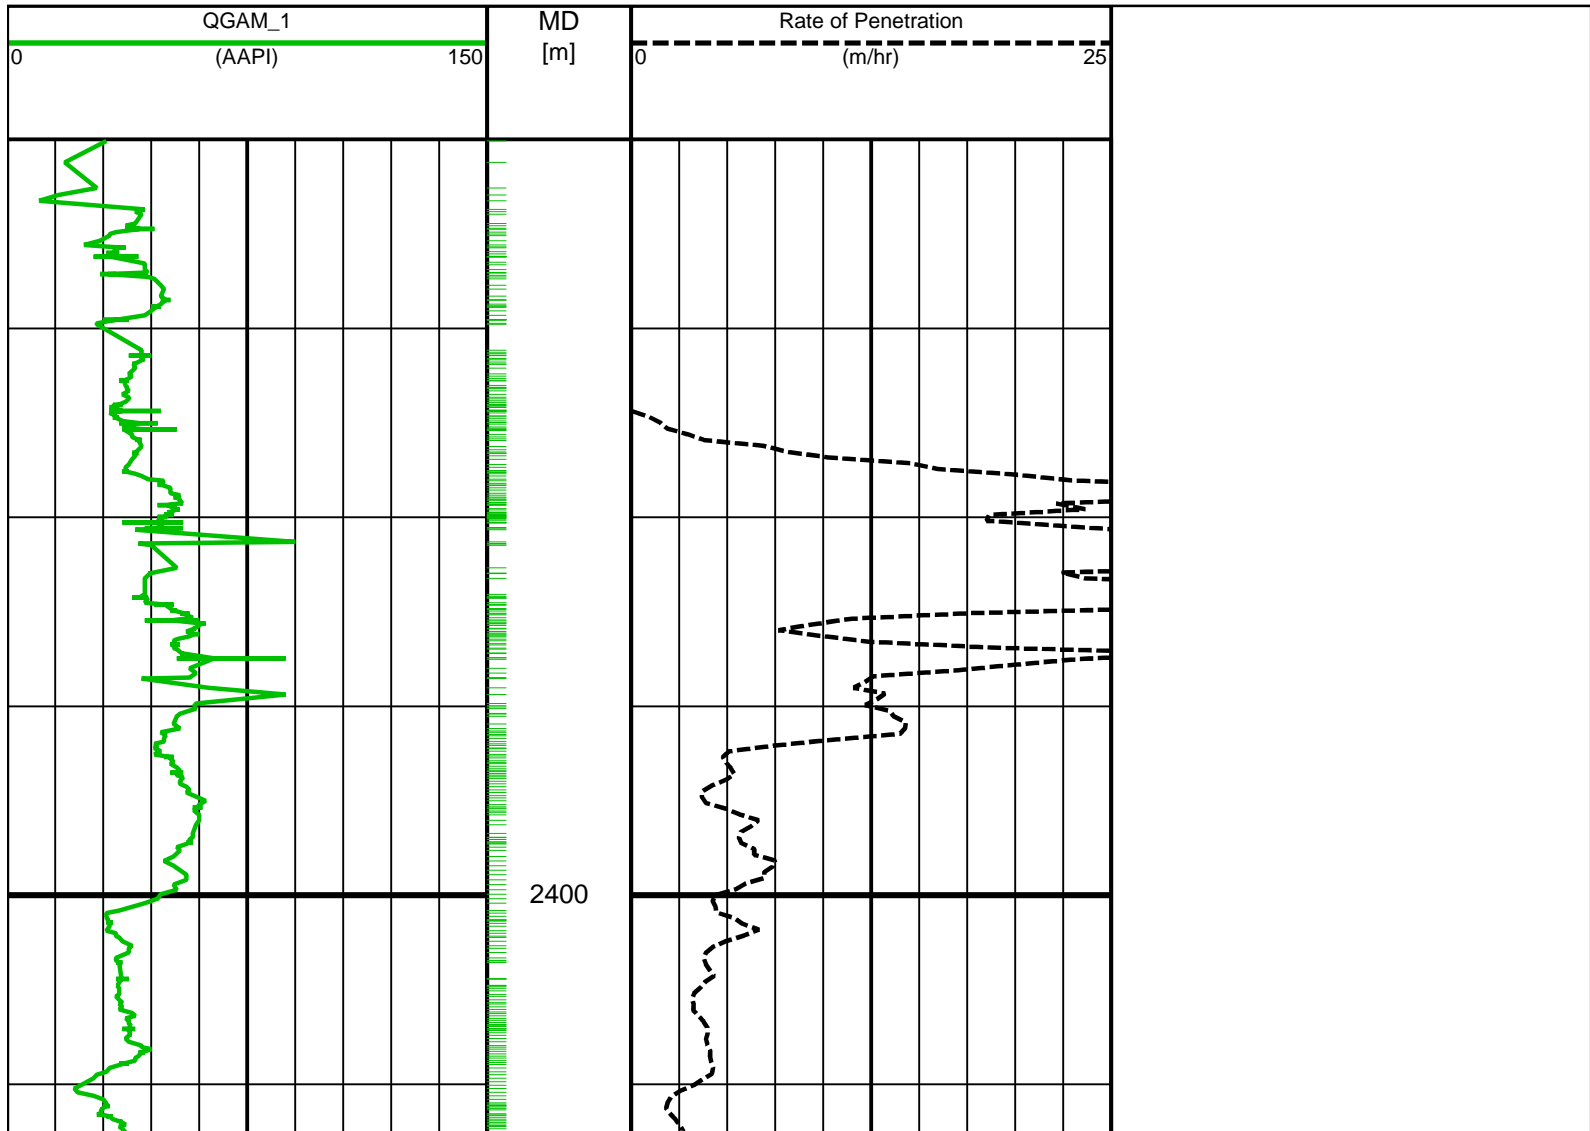 QGAM_1
0 (AAPI) 150
MD
[m]
Rate of Penetration
0 (m/hr) 25
2400